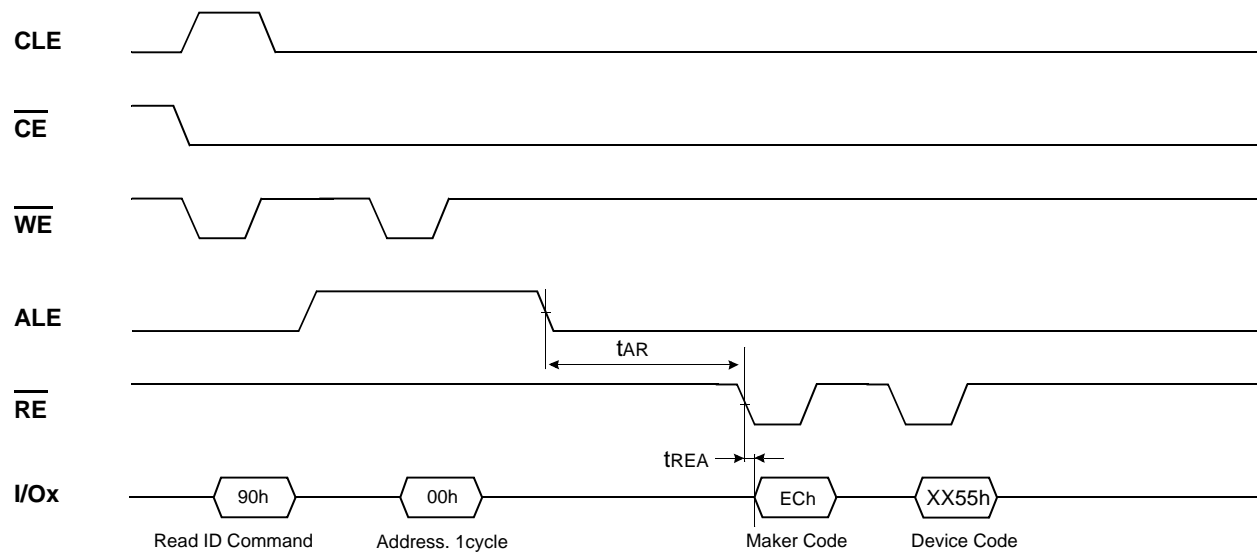 CLE
CE
WE
ALE
tAR
RE
tREA
I/Ox
90h
00h
ECh
XX55h
Read ID Command
Address. 1cycle
Maker Code
Device Code